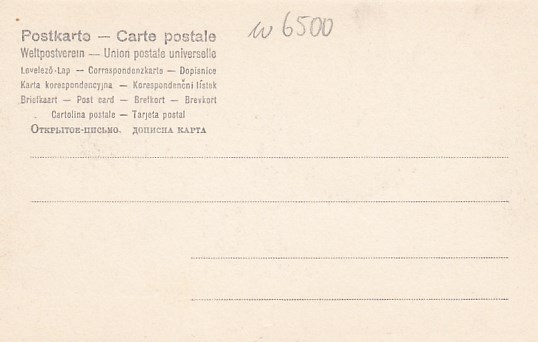 Postkarte — Carte postale
w 6500
Weltpostverein — Union postale universelle
Levelező-Lap — Correspondenzkarte — Dopisnice
Karta korespondencyjna — Korespondenční lístek
Briefkaart — Post card — Brefkort — Brevkort
Cartolina postale — Tarjeta postal
Открытое-письмо. дописна карта